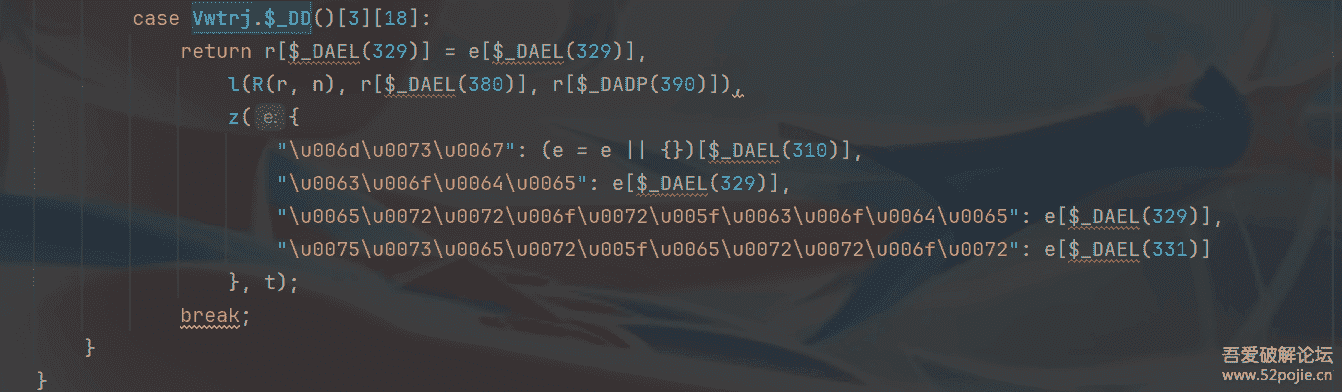 case Vwtrj.$_DD()[3][18]:
return r[$_DAEL(329)] = e[$_DAEL(329)],
l(R(r, n), r[$_DAEL(380)], r[$_DADP(390)]),
z( e: {
"\u006d\u0073\u0067": (e = e || {})[$_DAEL(310)],
"\u0063\u006f\u0064\u0065": e[$_DAEL(329)],
"\u0065\u0072\u0072\u006f\u0072\u005f\u0063\u006f\u0064\u0065": e[$_DAEL(329)],
"\u0075\u0073\u0065\u0072\u005f\u0065\u0072\u0072\u006f\u0072": e[$_DAEL(331)]
}, t);
break;
}
}
吾爱破解论坛
www.52pojie.cn